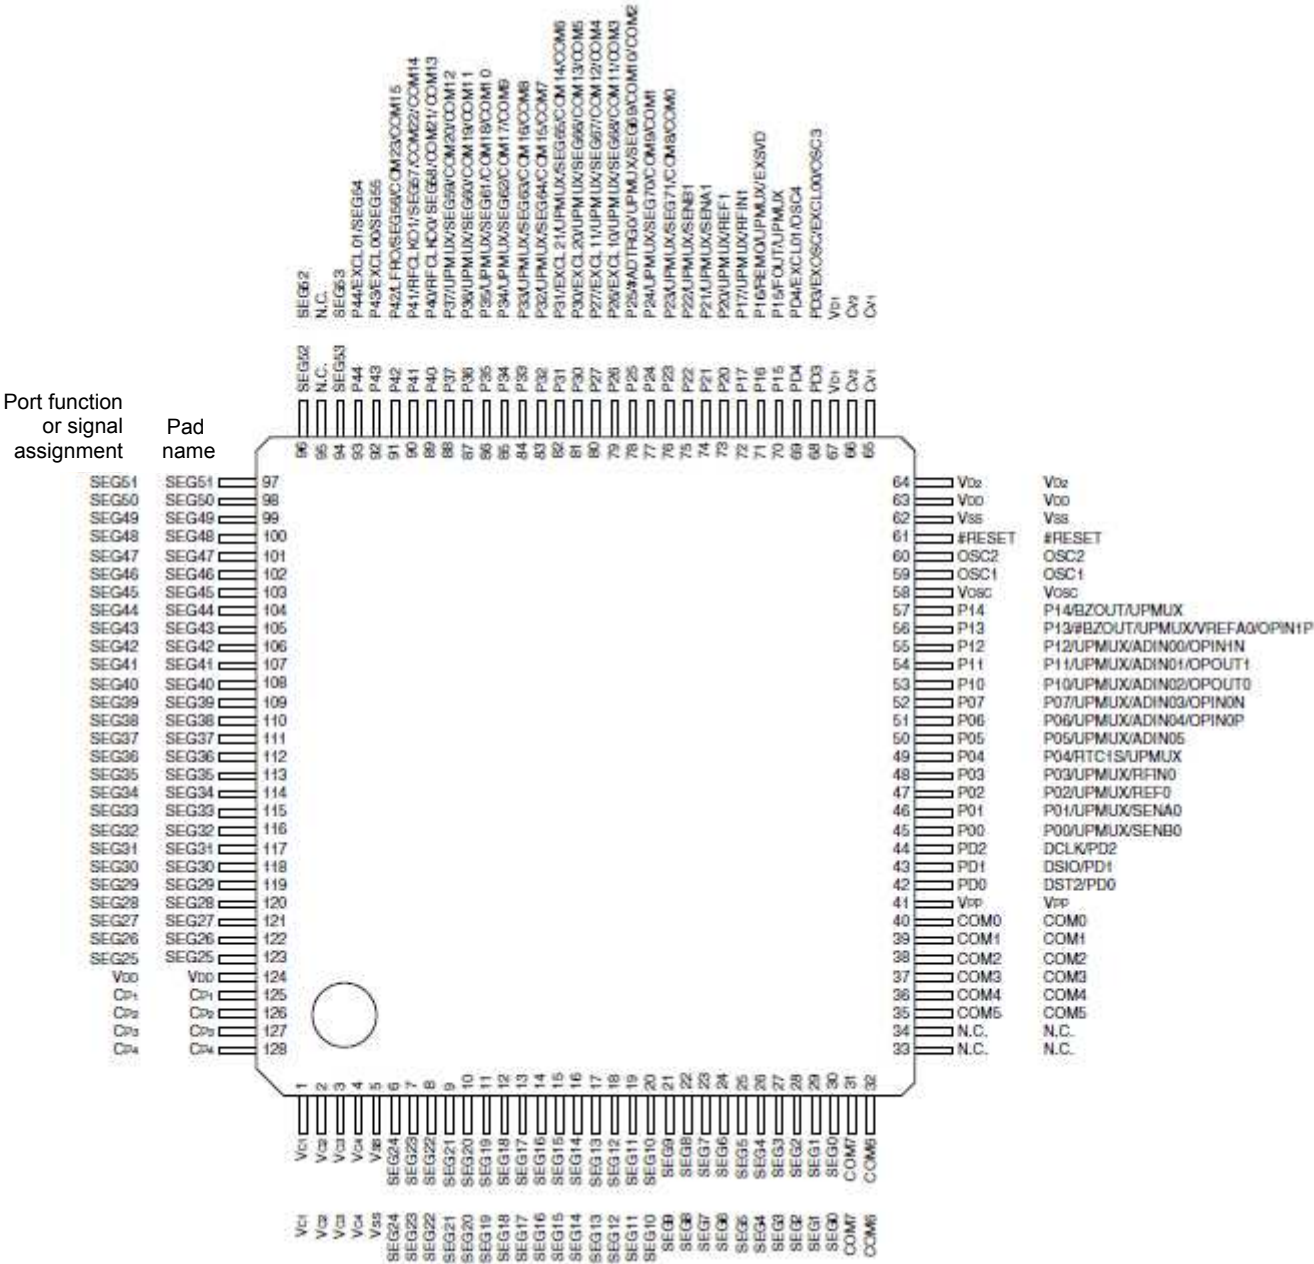 SEG52 SEG52 96
N.C. N.C. 95
SEG53 SEG53 94
P44/EXCL01/SEG54 P44 93
P43/EXCL00/SEG55 P43 92
P42/LFRO/SEG56/COM23/COM15 P42 91
P41/RFCLKO1/SEG57/COM22/COM14 P41 90
P40/RFCLKO0/SEG58/COM21/COM13 P40 89
P37/UPMUX/SEG59/COM20/COM12 P37 88
P36/UPMUX/SEG60/COM19/COM11 P36 87
P35/UPMUX/SEG61/COM18/COM10 P35 86
P34/UPMUX/SEG62/COM17/COM9 P34 85
P33/UPMUX/SEG63/COM16/COM8 P33 84
P32/UPMUX/SEG64/COM15/COM7 P32 83
P31/EXCL21/UPMUX/SEG65/COM14/COM6 P31 82
P30/EXCL20/UPMUX/SEG66/COM13/COM5 P30 81
P27/EXCL11/UPMUX/SEG67/COM12/COM4 P27 80
P26/EXCL10/UPMUX/SEG68/COM11/COM3 P26 79
P25/#ADTRG0/UPMUX/SEG69/COM10/COM2 P25 78
P24/UPMUX/SEG70/COM9/COM1 P24 77
P23/UPMUX/SEG71/COM8/COM0 P23 76
P22/UPMUX/SENB1 P22 75
P21/UPMUX/SENA1 P21 74
P20/UPMUX/REF1 P20 73
P17/UPMUX/RFIN1 P17 72
P16/REMO/UPMUX/EXSVD P16 71
P15/FOUT/UPMUX P15 70
PD4/EXCL01/OSC4 PD4 69
PD3/EXOSC/EXCL00/OSC3 PD3 68
VD1 VD1 67
CV2 CV2 66
CV1 CV1 65
Port function
or signal
assignment
Pad
name
SEG51 SEG51 97
SEG50 SEG50 98
SEG49 SEG49 99
SEG48 SEG48 100
SEG47 SEG47 101
SEG46 SEG46 102
SEG45 SEG45 103
SEG44 SEG44 104
SEG43 SEG43 105
SEG42 SEG42 106
SEG41 SEG41 107
SEG40 SEG40 108
SEG39 SEG39 109
SEG38 SEG38 110
SEG37 SEG37 111
SEG36 SEG36 112
SEG35 SEG35 113
SEG34 SEG34 114
SEG33 SEG33 115
SEG32 SEG32 116
SEG31 SEG31 117
SEG30 SEG30 118
SEG29 SEG29 119
SEG28 SEG28 120
SEG27 SEG27 121
SEG26 SEG26 122
SEG25 SEG25 123
VDD VDD 124
CP1 CP1 125
CP2 CP2 126
CP3 CP3 127
CP4 CP4 128
64 VD2 VD2
63 VDD VDD
62 VSS VSS
61 #RESET #RESET
60 OSC2 OSC2
59 OSC1 OSC1
58 VOSC VOSC
57 P14 P14/BZOUT/UPMUX
56 P13 P13/#BZOUT/UPMUX/VREFA0/OPIN1P
55 P12 P12/UPMUX/ADIN00/OPIN1N
54 P11 P11/UPMUX/ADIN01/OPOUT1
53 P10 P10/UPMUX/ADIN02/OPOUT0
52 P07 P07/UPMUX/ADIN03/OPIN0N
51 P06 P06/UPMUX/ADIN04/OPIN0P
50 P05 P05/UPMUX/ADIN05
49 P04 P04/RTC1S/UPMUX
48 P03 P03/UPMUX/RFIN0
47 P02 P02/UPMUX/REF0
46 P01 P01/UPMUX/SENA0
45 P00 P00/UPMUX/SENB0
44 PD2 DCLK/PD2
43 PD1 DSIO/PD1
42 PD0 DST2/PD0
41 VPP VPP
40 COM0 COM0
39 COM1 COM1
38 COM2 COM2
37 COM3 COM3
36 COM4 COM4
35 COM5 COM5
34 N.C. N.C.
33 N.C. N.C.
1 VC1 VC1
2 VC2 VC2
3 VC3 VC3
4 VC4 VC4
5 VSS VSS
6 SEG24 SEG24
7 SEG23 SEG23
8 SEG22 SEG22
9 SEG21 SEG21
10 SEG20 SEG20
11 SEG19 SEG19
12 SEG18 SEG18
13 SEG17 SEG17
14 SEG16 SEG16
15 SEG15 SEG15
16 SEG14 SEG14
17 SEG13 SEG13
18 SEG12 SEG12
19 SEG11 SEG11
20 SEG10 SEG10
21 SEG9 SEG9
22 SEG8 SEG8
23 SEG7 SEG7
24 SEG6 SEG6
25 SEG5 SEG5
26 SEG4 SEG4
27 SEG3 SEG3
28 SEG2 SEG2
29 SEG1 SEG1
30 SEG0 SEG0
31 COM7 COM7
32 COM6 COM6